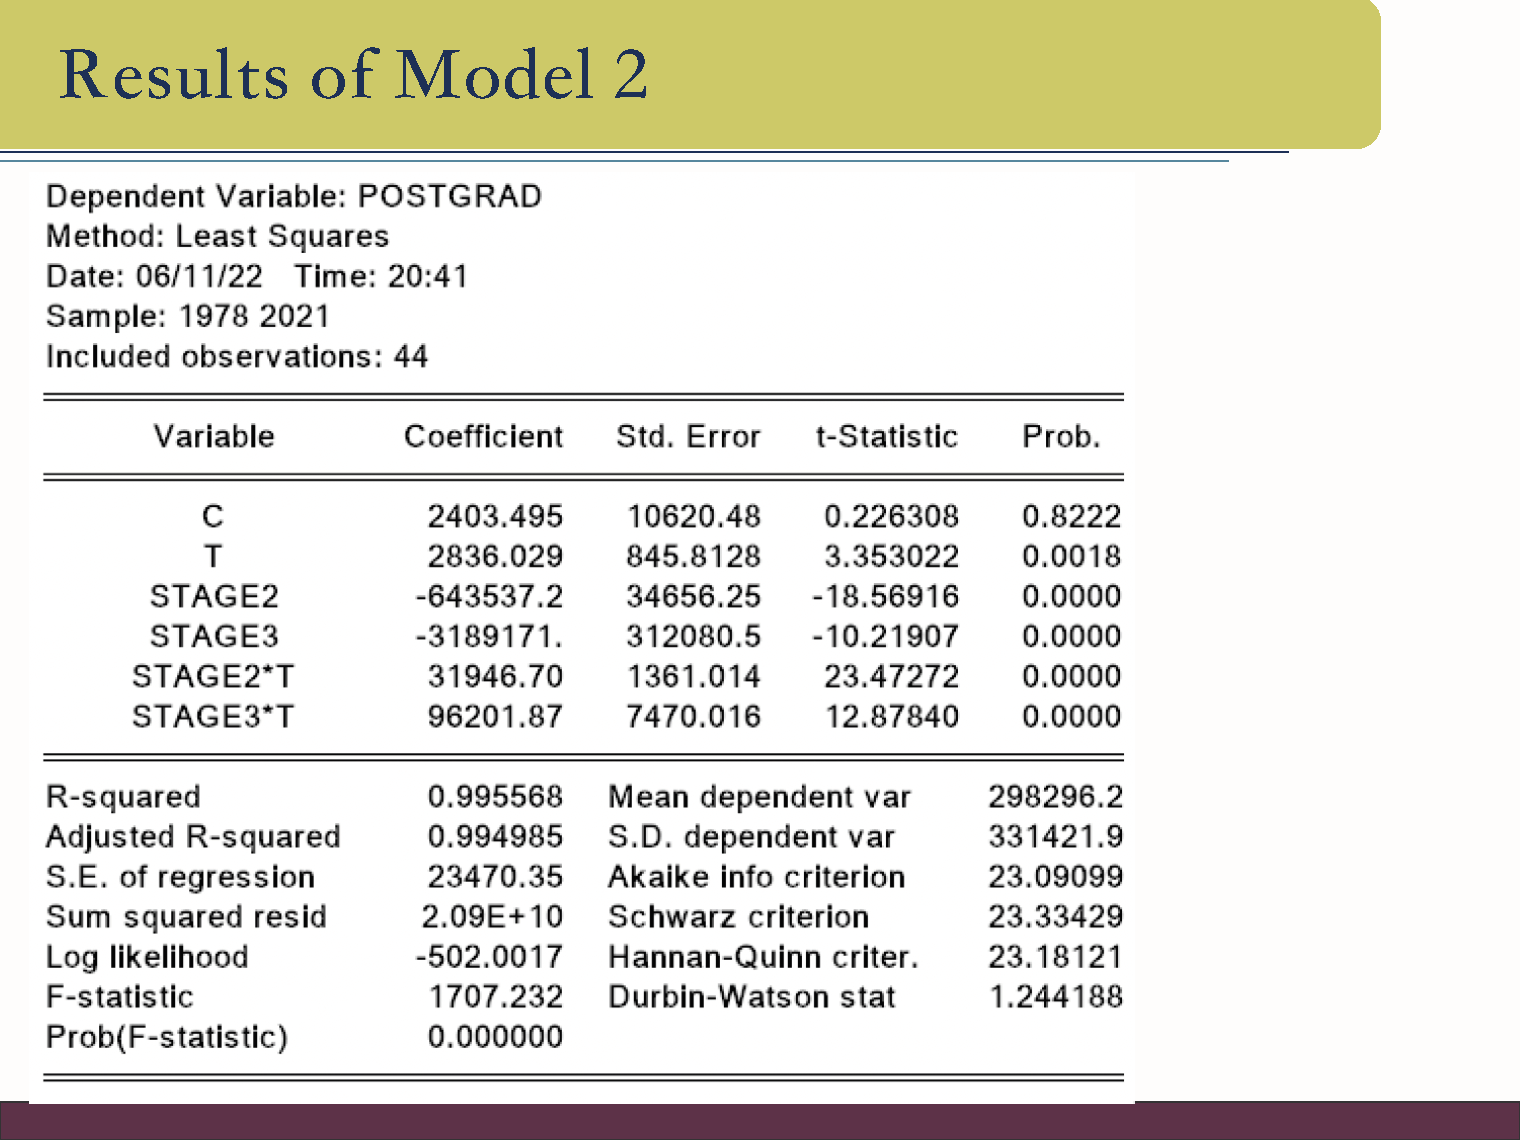 Results of Model 2
Dependent Variable: POSTGRAD
Method: Least Squares
Date: 06/11/22 Time: 20:41
Sample: 1978 2021
Included observations: 44
Variable Coefficient Std. Error t-Statistic Prob.
C 2403.495 10620.48 0.226308 0.8222
T 2836.029 845.8128 3.353022 0.0018
STAGE2 -643537.2 34656.25 -18.56916 0.0000
STAGE3 -3189171. 312080.5 -10.21907 0.0000
STAGE2*T 31946.70 1361.014 23.47272 0.0000
STAGE3*T 96201.87 7470.016 12.87840 0.0000
R-squared 0.995568 Mean dependent var 298296.2
Adjusted R-squared 0.994985 S.D. dependent var 331421.9
S.E. of regression 23470.35 Akaike info criterion 23.09099
Sum squared resid 2.09E+10 Schwarz criterion 23.33429
Log likelihood -502.0017 Hannan-Quinn criter. 23.18121
F-statistic 1707.232 Durbin-Watson stat 1.244188
Prob(F-statistic) 0.000000